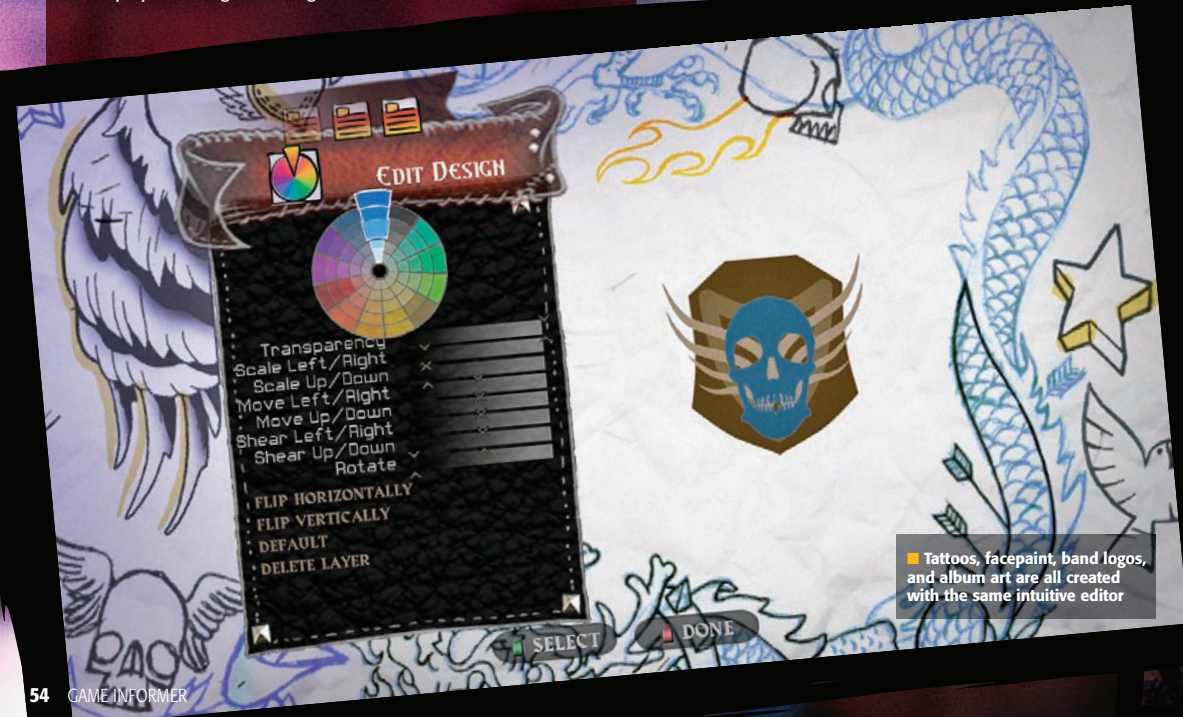 EDIT DESIGN
Transparency
Scale Left/Right
Scale Up/Down
Move Left/Right
Move Up/Down
Shear Left/Right
Shear Up/Down
Rotate
FLIP HORIZONTALLY
FLIP VERTICALLY
DEFAULT
DELETE LAYER
SELECT
DONE
■ Tattoos, facepaint, band logos,
and album art are all created
with the same intuitive editor
54 GAME INFORMER